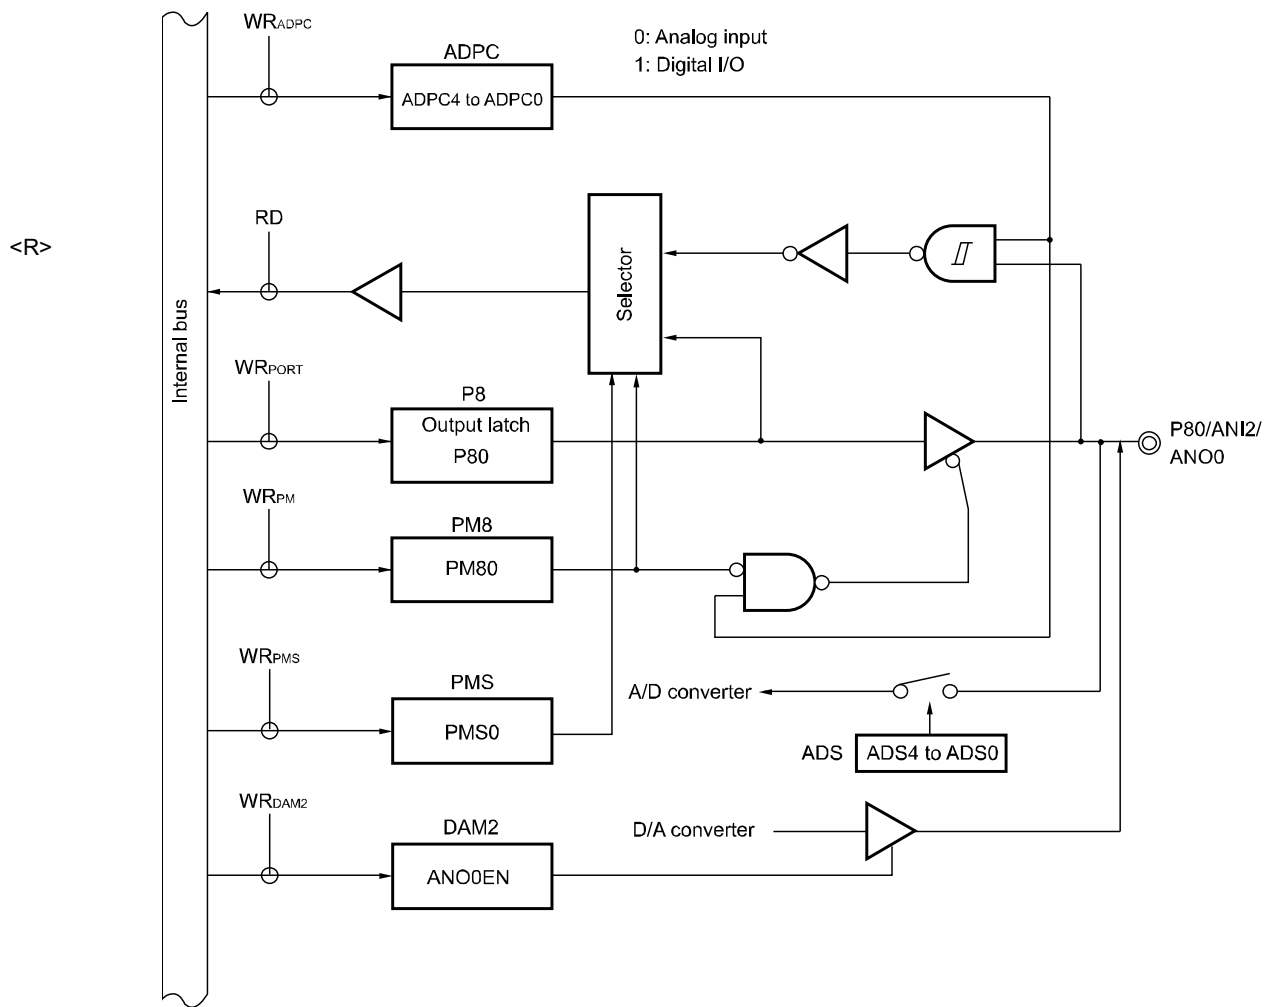 WRADPC
ADPC
0: Analog input
1: Digital I/O
ADPC4 to ADPC0
RD
<R>
Selector
Internal bus
WRPORT
P8
Output latch
P80
P80/ANI2/
ANO0
WRPM
PM8
PM80
WRPMS
PMS
PMS0
A/D converter
ADS
ADS4 to ADS0
WRDAM2
DAM2
D/A converter
ANO0EN